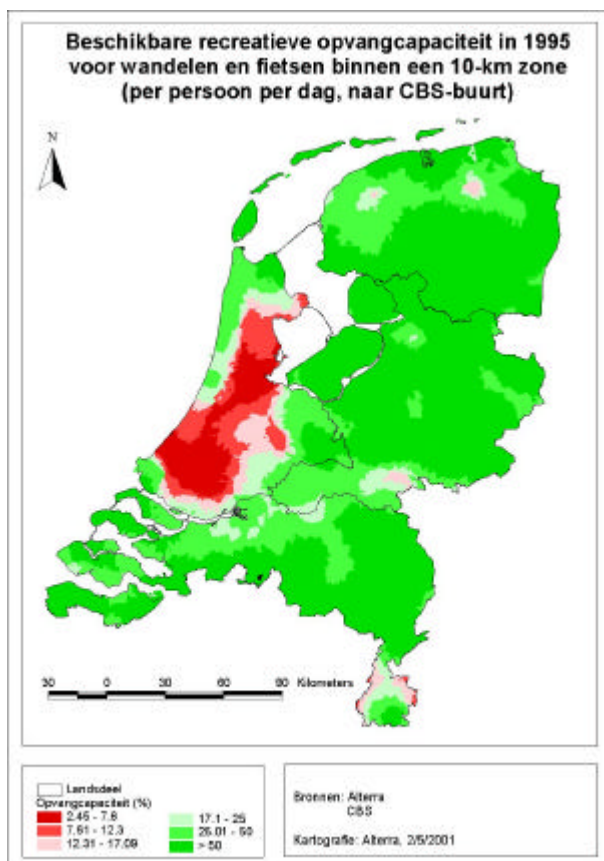 Beschikbare recreatieve opvangcapaciteit in 1995
voor wandelen en fietsen binnen een 10-km zone
(per persoon per dag, naar CBS-buurt)
N
30 0 30 60 90 Kilometers
Landsdeel
Opvangcapaciteit (%)
2.45 - 7.6
7.61 - 12.3
12.31 - 17.09
17.1 - 25
25.01 - 50
> 50
Bronnen: Alterra
CBS
Kartografie: Alterra, 2/5/2001